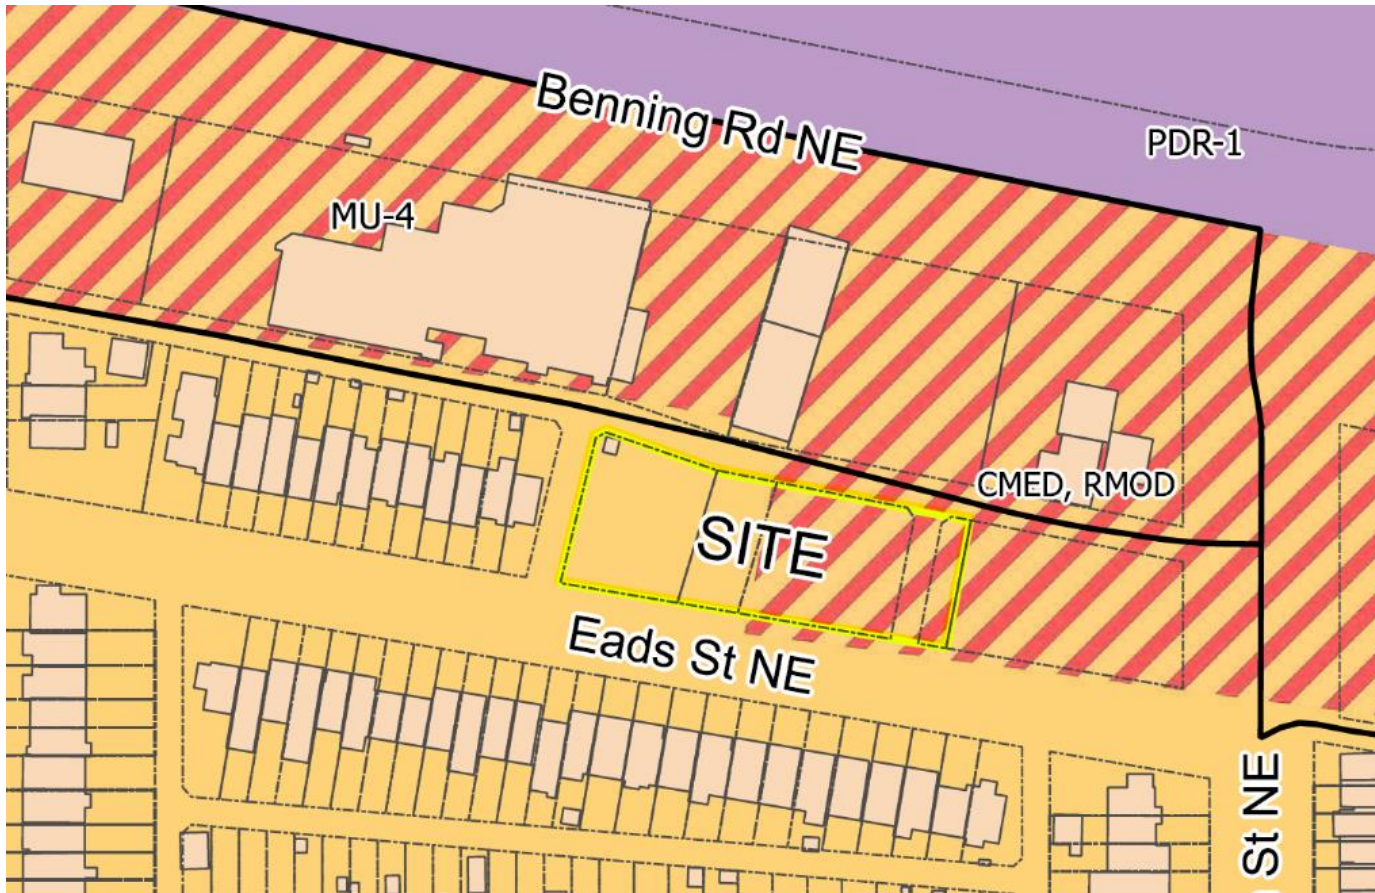 Benning Rd NE
PDR-1
MU-4
CMED, RMOD
SITE
Eads St NE
St NE